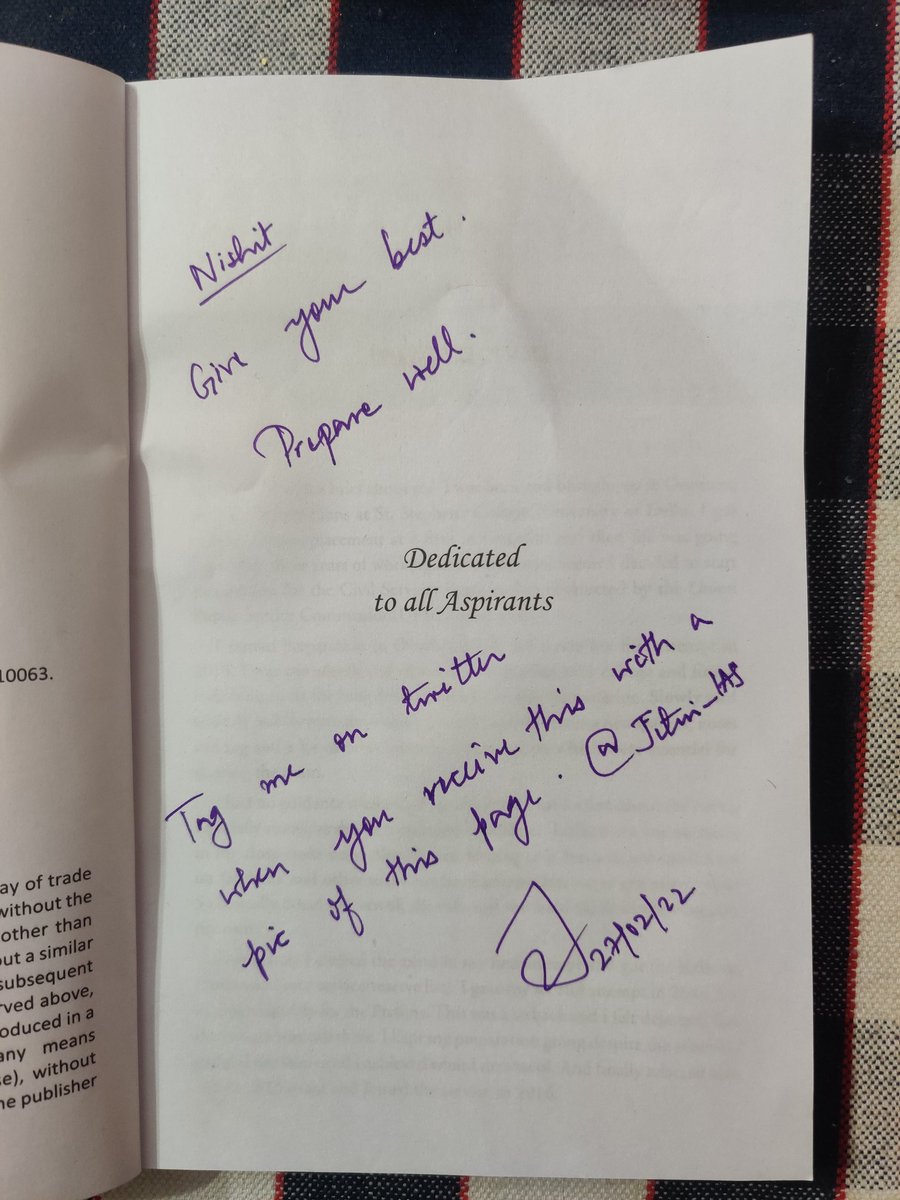 Nishit
Give your best.
Prepare well.
Dedicated
to all Aspirants
Tag me on twitter
when you receive this with a
pic of this page. @Jitin_IAS
27/02/22
10063.
ay of trade
without the
other than
out a similar
subsequent
rved above,
oduced in a
any means
se), without
he publisher